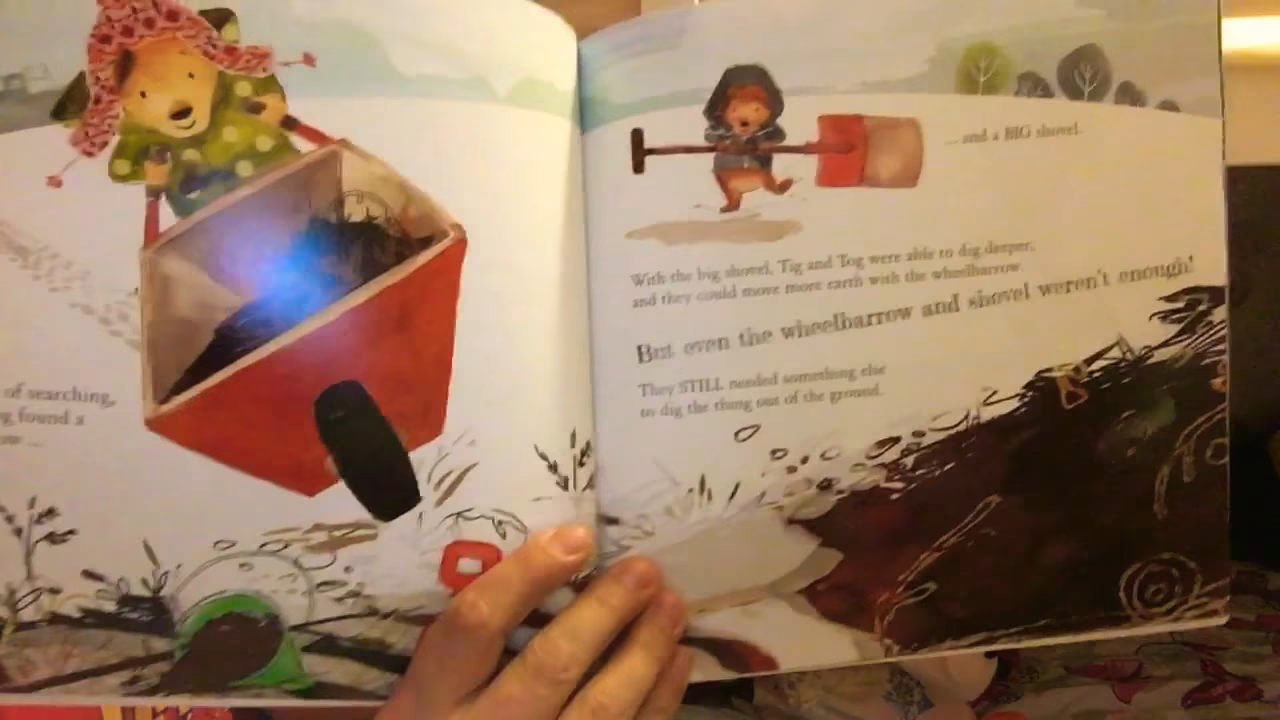 of searching,
found a
...and a BIG shovel.
With the big shovel, Tig and Tog were able to dig deeper,
and they could move more earth with the wheelbarrow.
But even the wheelbarrow and shovel weren't enough!
They STILL needed something else
to dig the thing out of the ground.